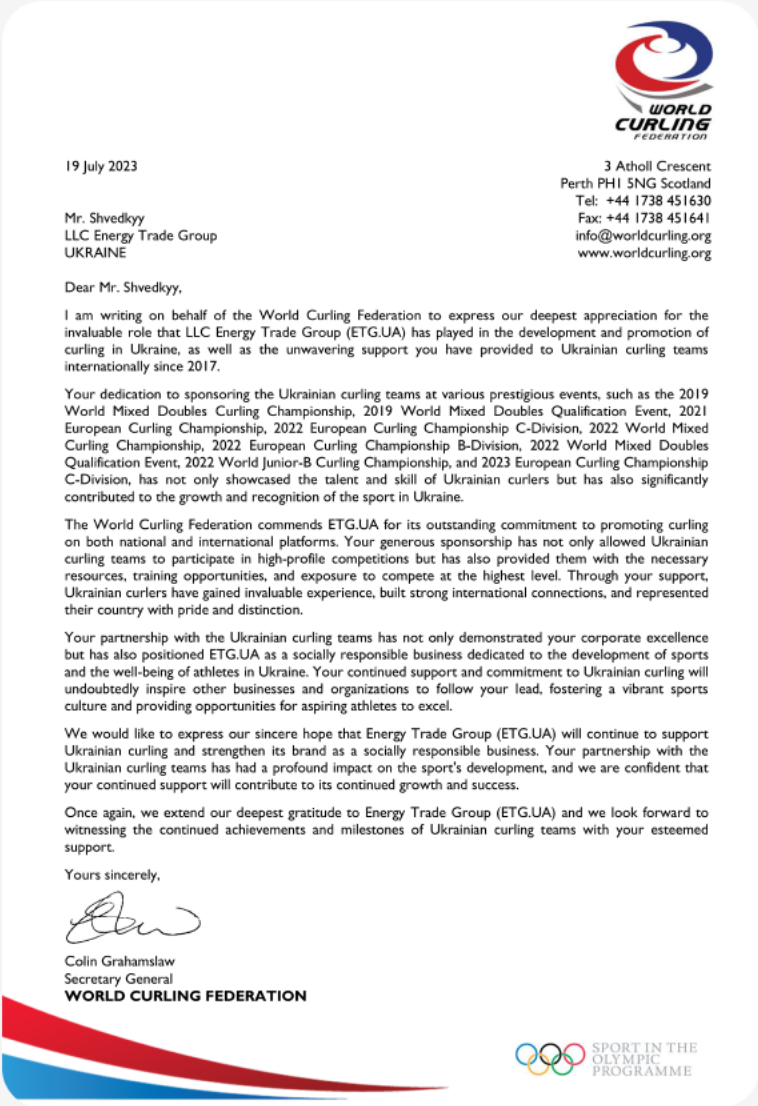 WORLD
CURLING
FEDERATION
19 July 2023
3 Atholl Crescent
Perth PH1 5NG Scotland
Tel: +44 1738 451630
Fax: +44 1738 451641
info@worldcurling.org
www.worldcurling.org
Mr. Shvedkyy
LLC Energy Trade Group
UKRAINE
Dear Mr. Shvedkyy,
I am writing on behalf of the World Curling Federation to express our deepest appreciation for the
invaluable role that LLC Energy Trade Group (ETG.UA) has played in the development and promotion of
curling in Ukraine, as well as the unwavering support you have provided to Ukrainian curling teams
internationally since 2017.
Your dedication to sponsoring the Ukrainian curling teams at various prestigious events, such as the 2019
World Mixed Doubles Curling Championship, 2019 World Mixed Doubles Qualification Event, 2021
European Curling Championship, 2022 European Curling Championship C-Division, 2022 World Mixed
Curling Championship, 2022 European Curling Championship B-Division, 2022 World Mixed Doubles
Qualification Event, 2022 World Junior-B Curling Championship, and 2023 European Curling Championship
C-Division, has not only showcased the talent and skill of Ukrainian curlers but has also significantly
contributed to the growth and recognition of the sport in Ukraine.
The World Curling Federation commends ETG.UA for its outstanding commitment to promoting curling
on both national and international platforms. Your generous sponsorship has not only allowed Ukrainian
curling teams to participate in high-profile competitions but has also provided them with the necessary
resources, training opportunities, and exposure to compete at the highest level. Through your support,
Ukrainian curlers have gained invaluable experience, built strong international connections, and represented
their country with pride and distinction.
Your partnership with the Ukrainian curling teams has not only demonstrated your corporate excellence
but has also positioned ETG.UA as a socially responsible business dedicated to the development of sports
and the well-being of athletes in Ukraine. Your continued support and commitment to Ukrainian curling will
undoubtedly inspire other businesses and organizations to follow your lead, fostering a vibrant sports
culture and providing opportunities for aspiring athletes to excel.
We would like to express our sincere hope that Energy Trade Group (ETG.UA) will continue to support
Ukrainian curling and strengthen its brand as a socially responsible business. Your partnership with the
Ukrainian curling teams has had a profound impact on the sport's development, and we are confident that
your continued support will contribute to its continued growth and success.
Once again, we extend our deepest gratitude to Energy Trade Group (ETG.UA) and we look forward to
witnessing the continued achievements and milestones of Ukrainian curling teams with your esteemed
support.
Yours sincerely,
Colin Grahamslaw
Secretary General
WORLD CURLING FEDERATION
SPORT IN THE
OLYMPIC
PROGRAMME